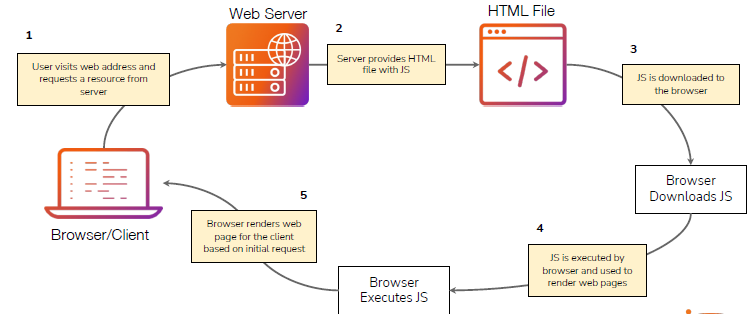 Web Server
HTML File
1
User visits web address and
requests a resource from
server
2
Server provides HTML
file with JS
3
JS is downloaded to
the browser
Browser
Downloads JS
4
JS is executed by
browser and used to
render web pages
Browser
Executes JS
5
Browser renders web
page for the client
based on initial request
Browser/Client